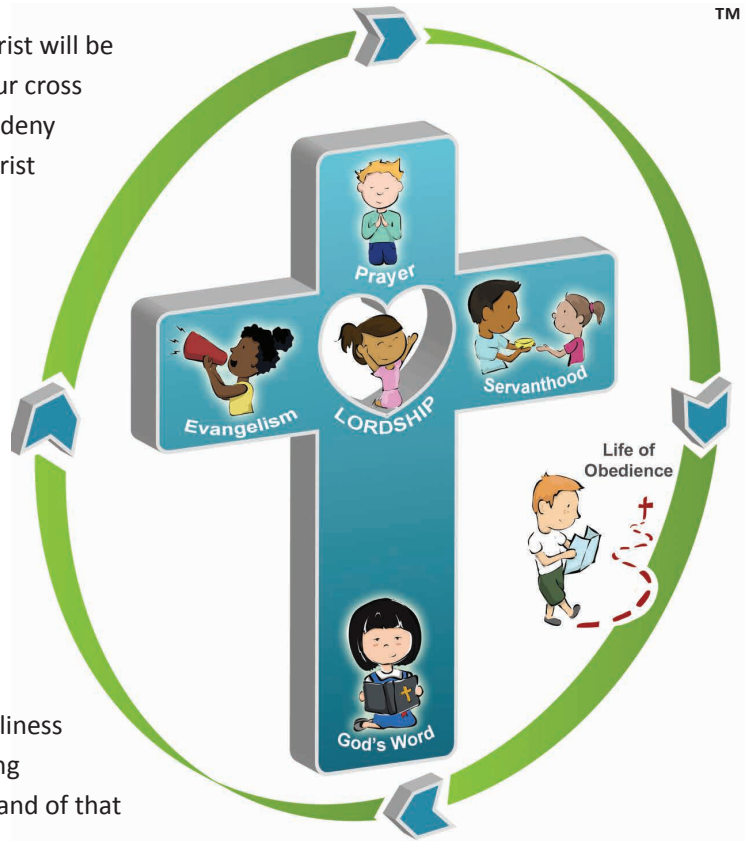 ™
rist will be
ur cross
deny
rist
Prayer
Evangelism
LORDSHIP
Servanthood
Life of
Obedience
God's Word
liness
ng
and of that